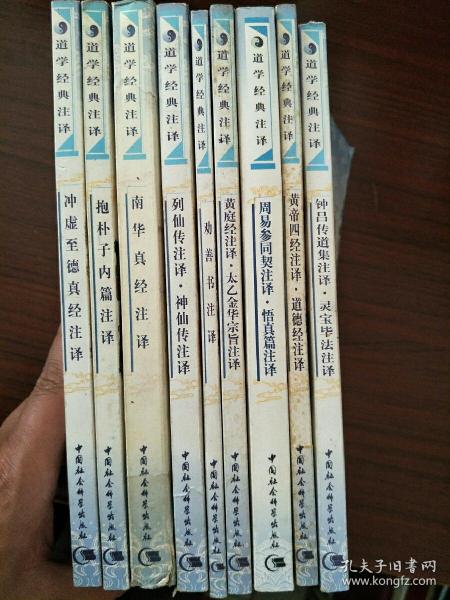 道学经典注译
冲虚至德真经注译
中国社会科学出版社
道学经典注译
抱朴子内篇注译
中国社会科学出版社
道学经典注译
南华真经注译
中国社会科学出版社
道学经典注译
列仙传注译·神仙传注译
中国社会科学出版社
道学经典注译
劝善书注译
中国社会科学出版社
道学经典注译
黄庭经注译·太乙金华宗旨注译
中国社会科学出版社
道学经典注译
周易参同契注译·悟真篇注译
中国社会科学出版社
道学经典注译
黄帝四经注译·道德经注译
中国社会科学出版社
道学经典注译
钟吕传道集注译·灵宝毕法注译
中国社会科学出版社
孔夫子旧书网
www.kongfz.com